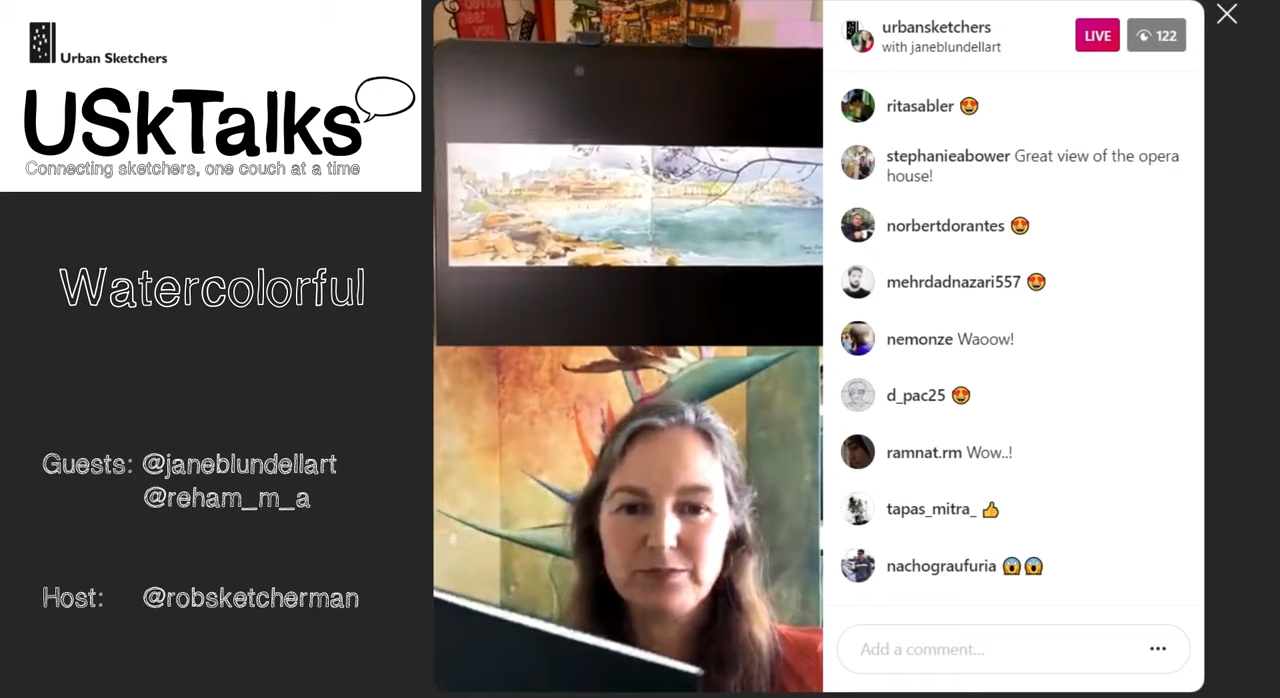 Urban Sketchers
USkTalks
Connecting sketchers, one couch at a time
Watercolorful
Guests: @janeblundellart
@reham_m_a
Host: @robsketcherman
urbansketchers
with janeblundellart
LIVE
122
ritasabler 😍
stephanieabower Great view of the opera
house!
norbertdorantes 😍
mehrdadnazari557 😍
nemonze Waoow!
d_pac25 😍
ramnat.rm Wow..!
tapas_mitra_ 👍
nachograufuria 😱😱
Add a comment...